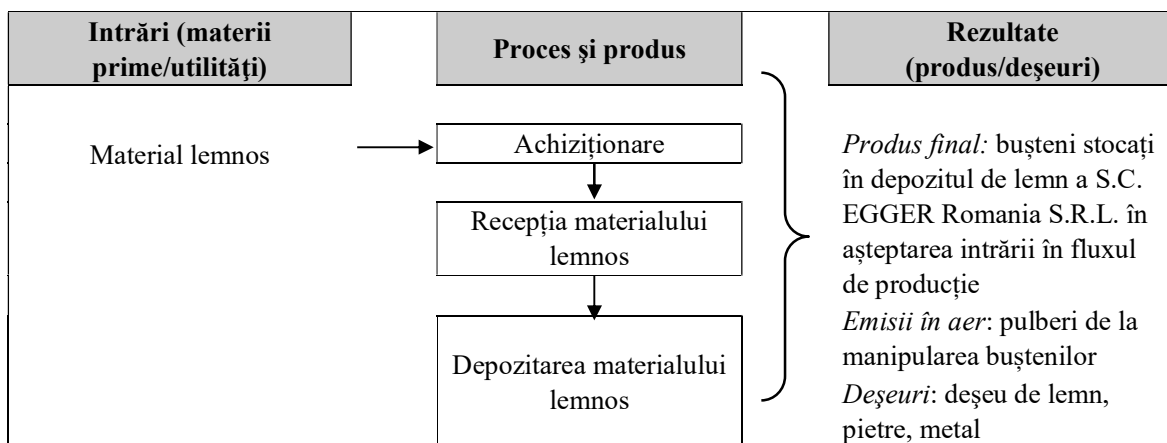 Intrări (materii
prime/utilităţi)
Proces şi produs
Rezultate
(produs/deşeuri)
Material lemnos
Achiziționare
Recepția materialului
lemnos
Depozitarea materialului
lemnos
Produs final: bușteni stocați
în depozitul de lemn a S.C.
EGGER Romania S.R.L. în
așteptarea intrării în fluxul
de producție
Emisii în aer: pulberi de la
manipularea buștenilor
Deşeuri: deșeu de lemn,
pietre, metal